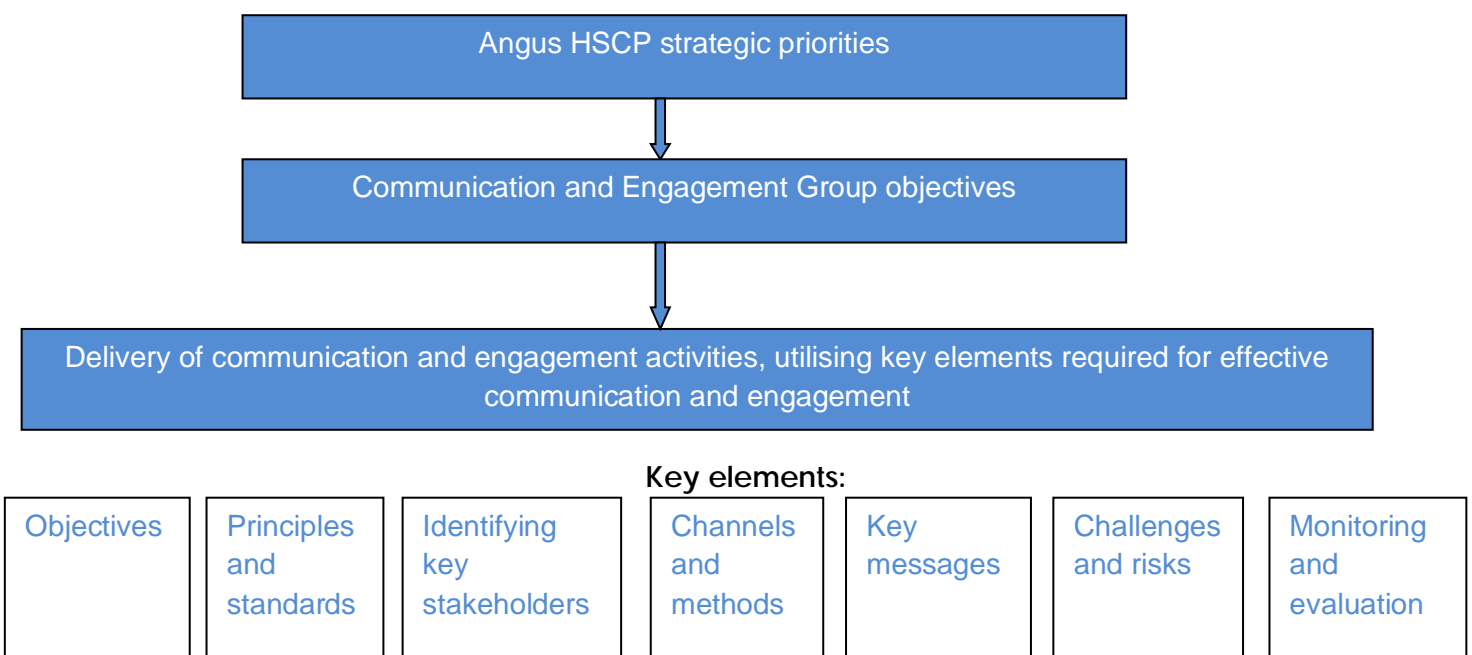 Angus HSCP strategic priorities
Communication and Engagement Group objectives
Delivery of communication and engagement activities, utilising key elements required for effective
communication and engagement
Key elements:
Objectives
Principles
and
standards
Identifying
key
stakeholders
Channels
and
methods
Key
messages
Challenges
and risks
Monitoring
and
evaluation